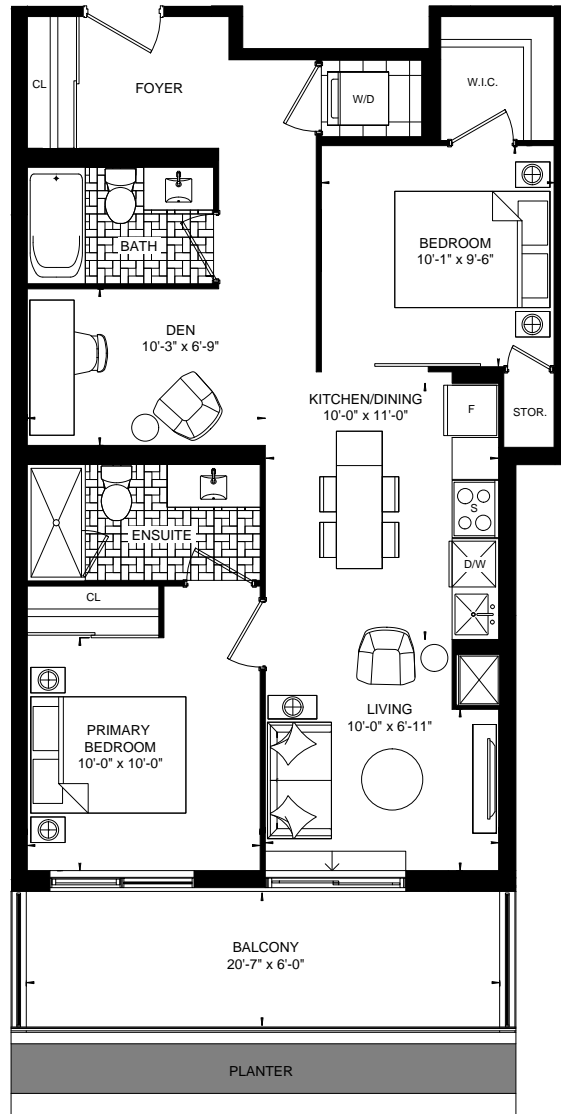 CL
FOYER
W/D
W.I.C.
BATH
BEDROOM
10'-1" x 9'-6"
DEN
10'-3" x 6'-9"
KITCHEN/DINING
10'-0" x 11'-0"
F
STOR.
S
ENSUITE
D/W
CL
PRIMARY
BEDROOM
10'-0" x 10'-0"
LIVING
10'-0" x 6'-11"
BALCONY
20'-7" x 6'-0"
PLANTER